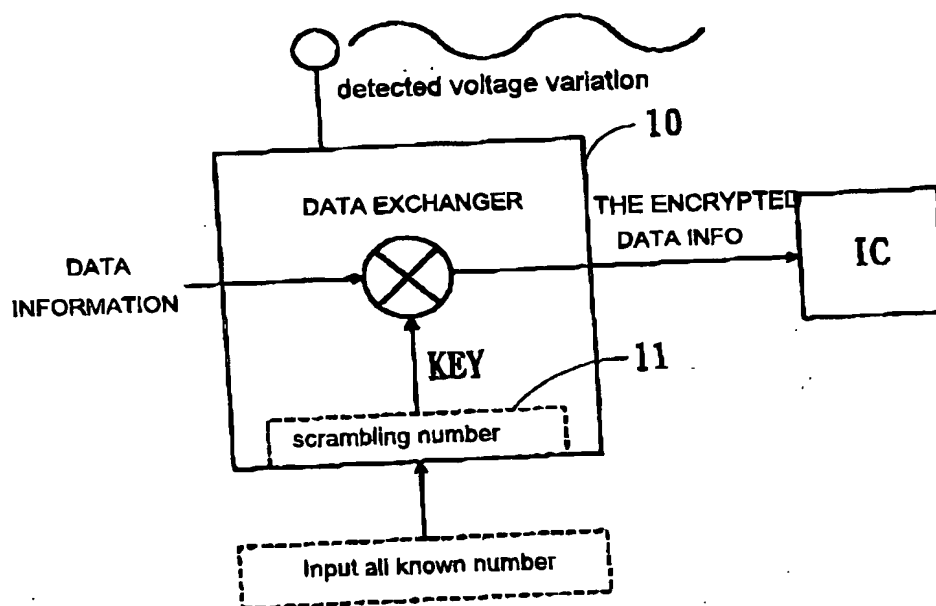 detected voltage variation
10
DATA EXCHANGER
THE ENCRYPTED
DATA INFO
IC
DATA
INFORMATION
KEY
11
scrambling number
Input all known number